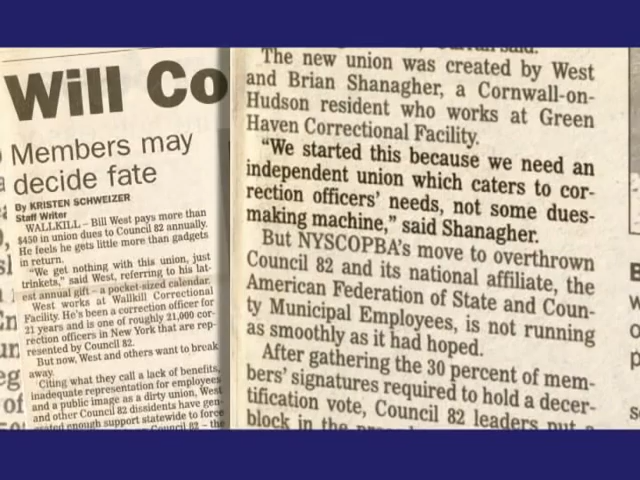 Will Co
Members may
decide fate
By KRISTEN SCHWEIZER
Staff Writer
WALLKILL – Bill West pays more than
$450 in union dues to Council 82 annually.
He feels he gets little more than gadgets
in return.
"We get nothing with this union, just
trinkets," said West, referring to his lat-
est annual gift – a pocket-sized calendar.
West works at Wallkill Correctional
Facility. He's been a correction officer for
21 years and is one of roughly 21,000 cor-
rection officers in New York that are rep-
resented by Council 82.
But now, West and others want to break
away.
Citing what they call a lack of benefits,
inadequate representation for employees
and a public image as a dirty union, West
and other Council 82 dissidents have gen-
erated enough support statewide to force
Council 82 – the
said.
The new union was created by West
and Brian Shanagher, a Cornwall-on-
Hudson resident who works at Green
Haven Correctional Facility.
"We started this because we need an
independent union which caters to cor-
rection officers' needs, not some dues-
making machine," said Shanagher.
But NYSCOPBA's move to overthrown
Council 82 and its national affiliate, the
American Federation of State and Coun-
ty Municipal Employees, is not running
as smoothly as it had hoped.
After gathering the 30 percent of mem-
bers' signatures required to hold a decer-
tification vote, Council 82 leaders put a
block in the